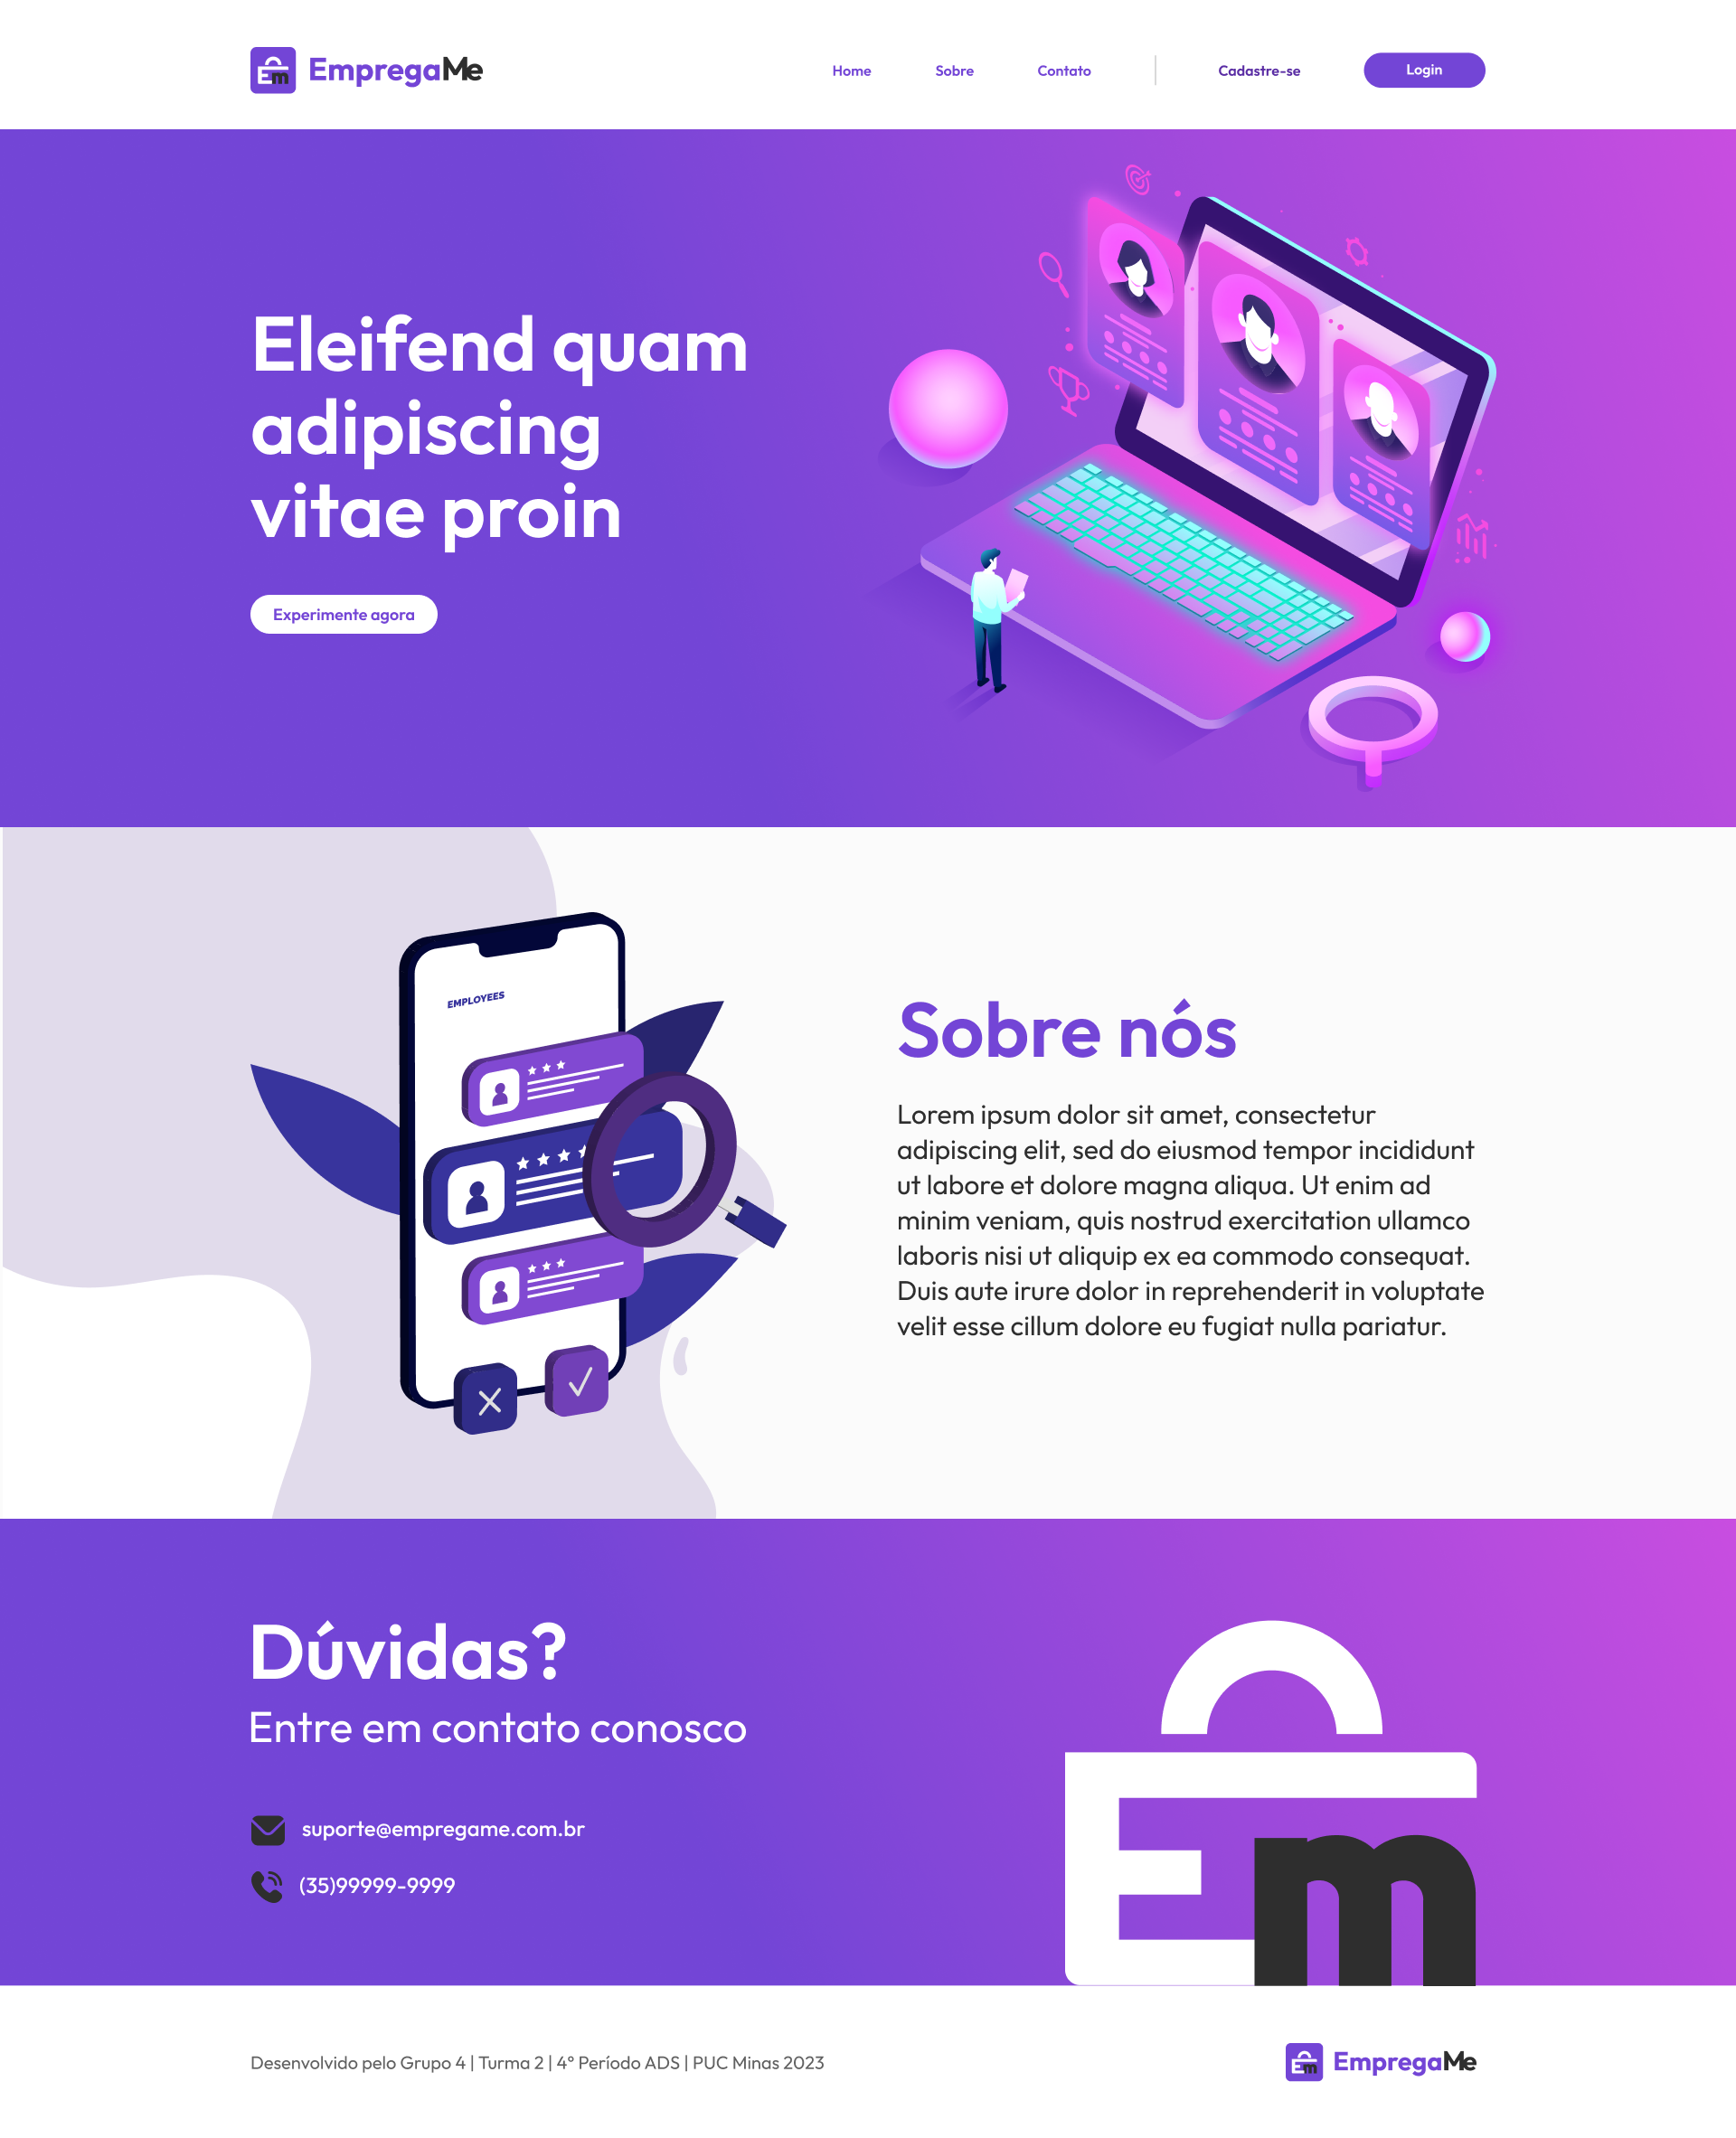 Em EmpregaMe
Home Sobre Contato Cadastre-se Login
Eleifend quam
adipiscing
vitae proin
Experimente agora
EMPLOYEES
Sobre nós
Lorem ipsum dolor sit amet, consectetur
adipiscing elit, sed do eiusmod tempor incididunt
ut labore et dolore magna aliqua. Ut enim ad
minim veniam, quis nostrud exercitation ullamco
laboris nisi ut aliquip ex ea commodo consequat.
Duis aute irure dolor in reprehenderit in voluptate
velit esse cillum dolore eu fugiat nulla pariatur.
Dúvidas?
Entre em contato conosco
suporte@empregame.com.br
(35)99999-9999
Em
Desenvolvido pelo Grupo 4 | Turma 2 | 4° Período ADS | PUC Minas 2023
Em EmpregaMe